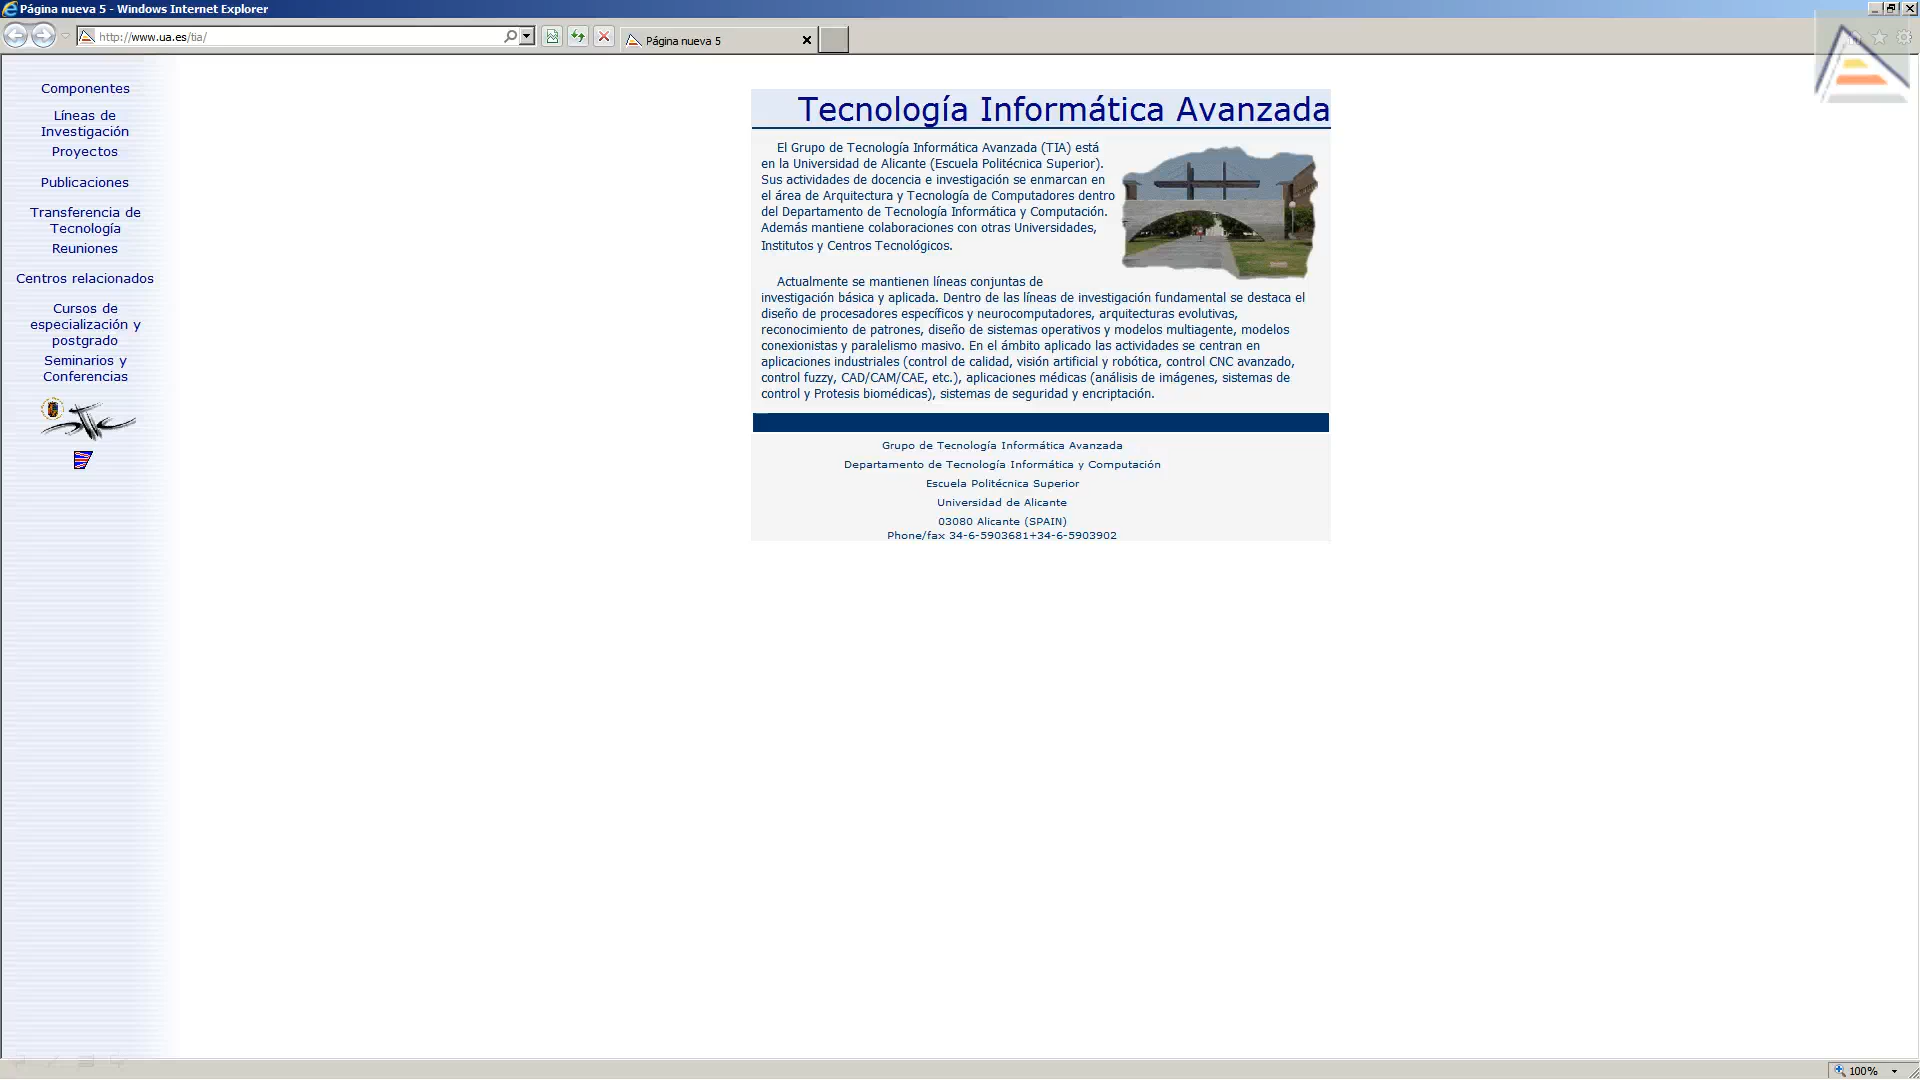 Página nueva 5 - Windows Internet Explorer
http://www.ua.es/tia/
Página nueva 5
Componentes
Líneas de
Investigación
Proyectos
Publicaciones
Transferencia de
Tecnología
Reuniones
Centros relacionados
Cursos de
especialización y
postgrado
Seminarios y
Conferencias
Tecnología Informática Avanzada
El Grupo de Tecnología Informática Avanzada (TIA) está
en la Universidad de Alicante (Escuela Politécnica Superior).
Sus actividades de docencia e investigación se enmarcan en
el área de Arquitectura y Tecnología de Computadores dentro
del Departamento de Tecnología Informática y Computación.
Además mantiene colaboraciones con otras Universidades,
Institutos y Centros Tecnológicos.
Actualmente se mantienen líneas conjuntas de
investigación básica y aplicada. Dentro de las líneas de investigación fundamental se destaca el
diseño de procesadores específicos y neurocomputadores, arquitecturas evolutivas,
reconocimiento de patrones, diseño de sistemas operativos y modelos multiagente, modelos
conexionistas y paralelismo masivo. En el ámbito aplicado las actividades se centran en
aplicaciones industriales (control de calidad, visión artificial y robótica, control CNC avanzado,
control fuzzy, CAD/CAM/CAE, etc.), aplicaciones médicas (análisis de imágenes, sistemas de
control y Protesis biomédicas), sistemas de seguridad y encriptación.
Grupo de Tecnología Informática Avanzada
Departamento de Tecnología Informática y Computación
Escuela Politécnica Superior
Universidad de Alicante
03080 Alicante (SPAIN)
Phone/fax 34-6-5903681+34-6-5903902
100%